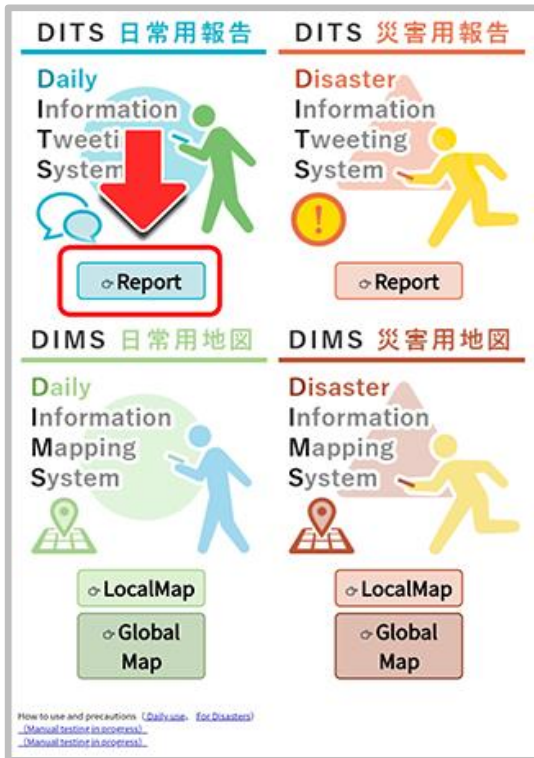 DITS 日常用報告
Daily
Information
Tweeti
System
Report
DITS 災害用報告
Disaster
Information
Tweeting
System
!
Report
DIMS 日常用地図
Daily
Information
Mapping
System
LocalMap
Global
Map
DIMS 災害用地図
Disaster
Information
Mapping
System
LocalMap
Global
Map
How to use and precautions（Daily use、 For Disasters）
（Manual testing in progress）
（Manual testing in progress）